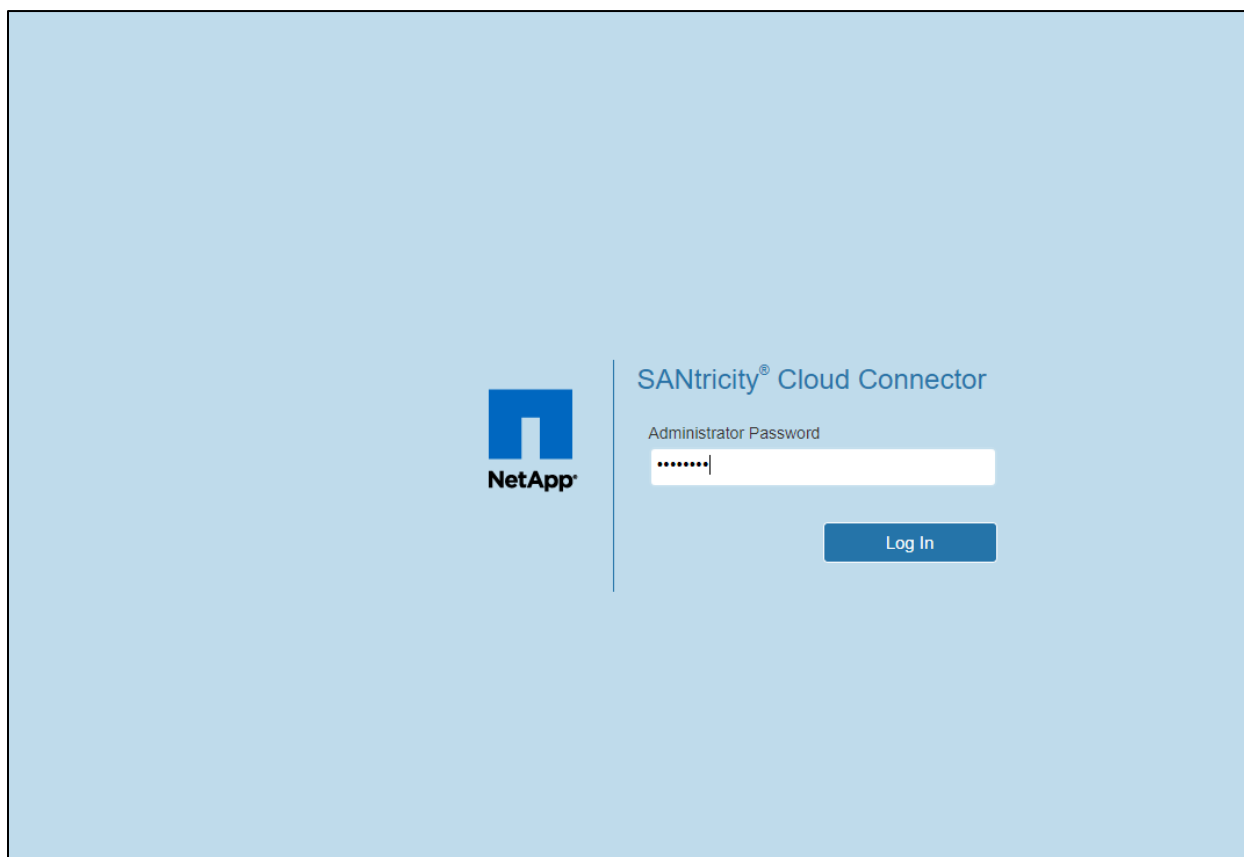 SANtricity® Cloud Connector
Administrator Password
••••••••
NetApp®
Log In